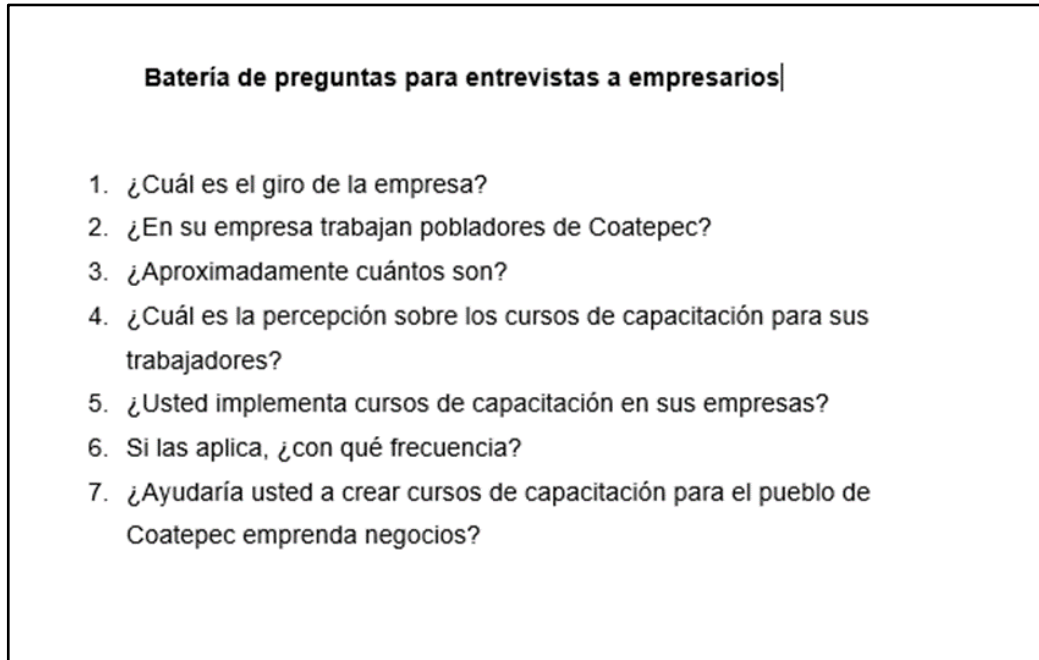 Batería de preguntas para entrevistas a empresarios
1. ¿Cuál es el giro de la empresa?
2. ¿En su empresa trabajan pobladores de Coatepec?
3. ¿Aproximadamente cuántos son?
4. ¿Cuál es la percepción sobre los cursos de capacitación para sus
trabajadores?
5. ¿Usted implementa cursos de capacitación en sus empresas?
6. Si las aplica, ¿con qué frecuencia?
7. ¿Ayudaría usted a crear cursos de capacitación para el pueblo de
Coatepec emprenda negocios?